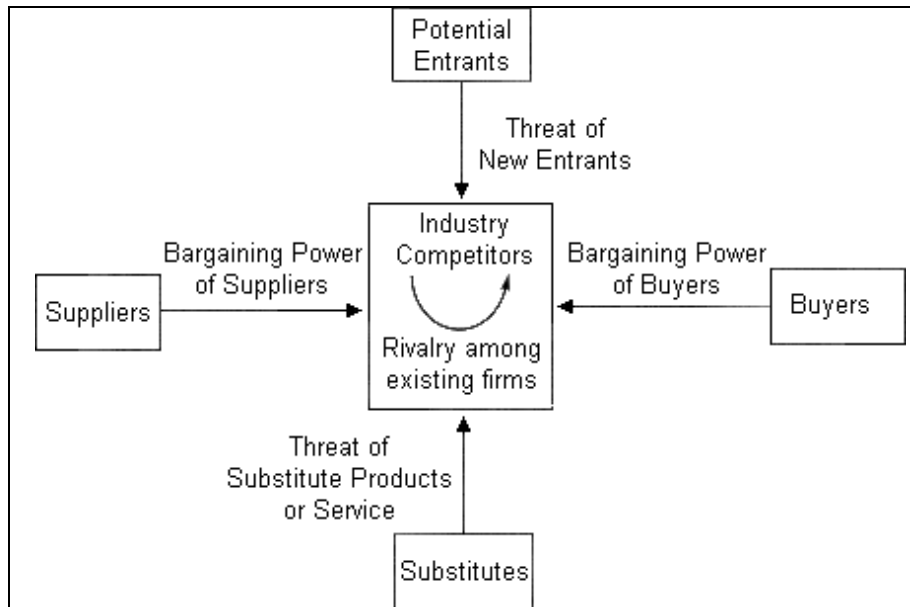 Potential
Entrants
Threat of
New Entrants
Industry
Competitors
Bargaining Power
of Suppliers
Bargaining Power
of Buyers
Suppliers
Buyers
Rivalry among
existing firms
Threat of
Substitute Products
or Service
Substitutes